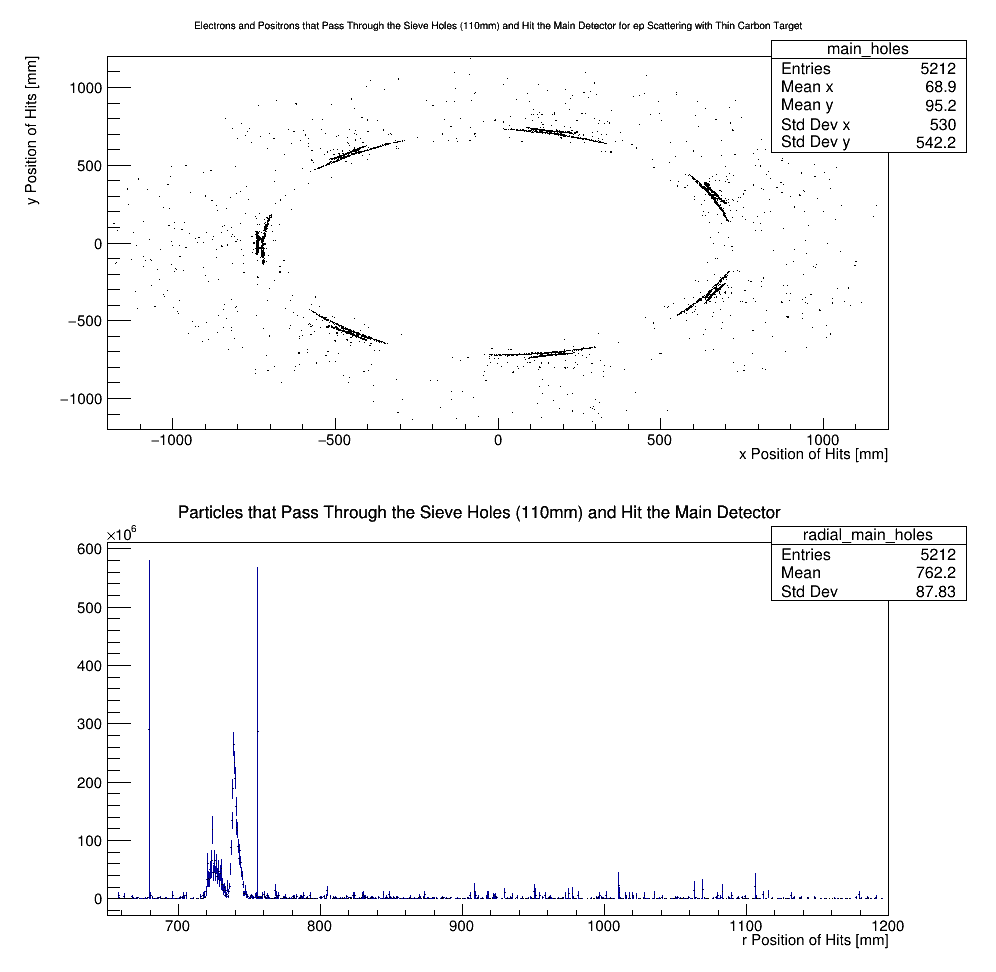 Electrons and Positrons that Pass Through the Sieve Holes (110mm) and Hit the Main Detector for ep Scattering with Thin Carbon Target
main_holes
Entries 5212
Mean x 68.9
Mean y 95.2
Std Dev x 530
Std Dev y 542.2
y Position of Hits [mm]
1000
500
0
−500
−1000
−1000 −500 0 500 1000
x Position of Hits [mm]
Particles that Pass Through the Sieve Holes (110mm) and Hit the Main Detector
radial_main_holes
Entries 5212
Mean 762.2
Std Dev 87.83
×10⁶
600
500
400
300
200
100
0
700 800 900 1000 1100 1200
r Position of Hits [mm]